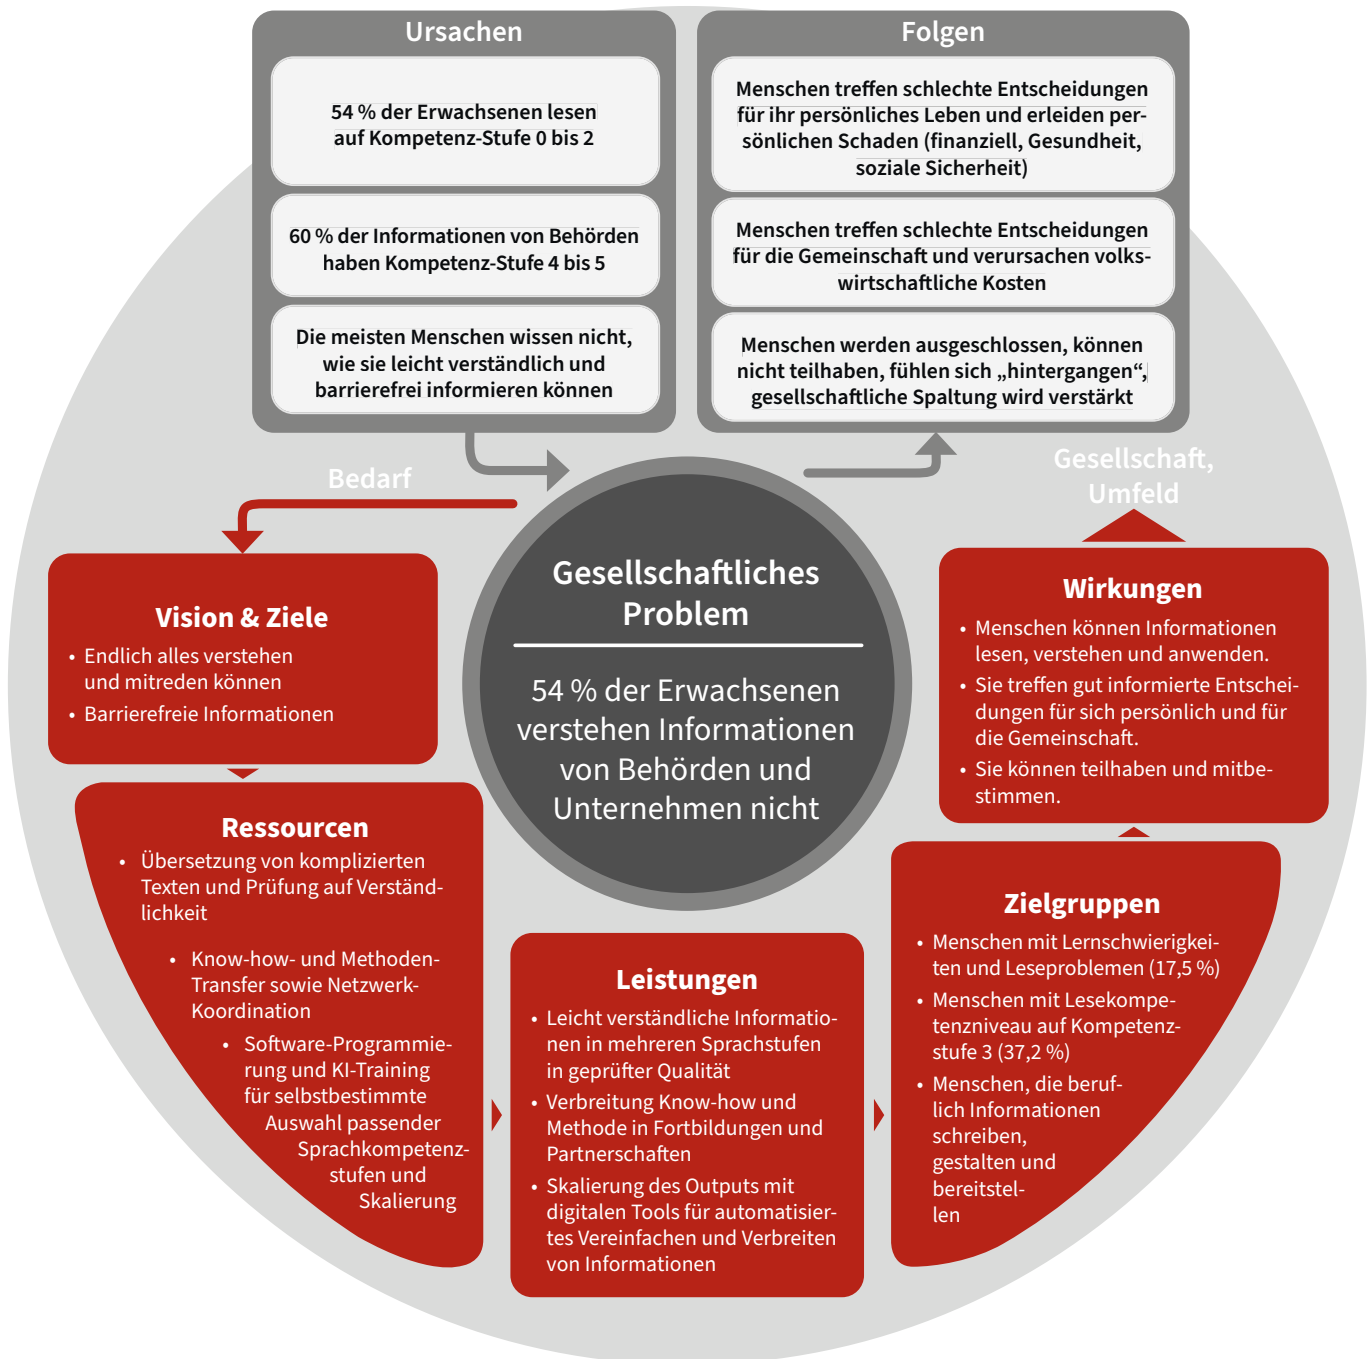 Ursachen
54 % der Erwachsenen lesen
auf Kompetenz-Stufe 0 bis 2
60 % der Informationen von Behörden
haben Kompetenz-Stufe 4 bis 5
Die meisten Menschen wissen nicht,
wie sie leicht verständlich und
barrierefrei informieren können
Folgen
Menschen treffen schlechte Entscheidungen
für ihr persönliches Leben und erleiden per-
sönlichen Schaden (finanziell, Gesundheit,
soziale Sicherheit)
Menschen treffen schlechte Entscheidungen
für die Gemeinschaft und verursachen volks-
wirtschaftliche Kosten
Menschen werden ausgeschlossen, können
nicht teilhaben, fühlen sich „hintergangen“,
gesellschaftliche Spaltung wird verstärkt
Gesellschaftliches
Problem
54 % der Erwachsenen
verstehen Informationen
von Behörden und
Unternehmen nicht
Bedarf
Vision & Ziele
• Endlich alles verstehen
und mitreden können
• Barrierefreie Informationen
Ressourcen
• Übersetzung von komplizierten
Texten und Prüfung auf Verständ-
lichkeit
• Know-how- und Methoden-
Transfer sowie Netzwerk-
Koordination
• Software-Programmie-
rung und KI-Training
für selbstbestimmte
Auswahl passender
Sprachkompetenz-
stufen und
Skalierung
Leistungen
• Leicht verständliche Informatio-
nen in mehreren Sprachstufen
in geprüfter Qualität
• Verbreitung Know-how und
Methode in Fortbildungen und
Partnerschaften
• Skalierung des Outputs mit
digitalen Tools für automatisier-
tes Vereinfachen und Verbreiten
von Informationen
Zielgruppen
• Menschen mit Lernschwierigkei-
ten und Leseproblemen (17,5 %)
• Menschen mit Lesekompe-
tenzniveau auf Kompetenz-
stufe 3 (37,2 %)
• Menschen, die beruf-
lich Informationen
schreiben,
gestalten und
bereitstel-
len
Wirkungen
• Menschen können Informationen
lesen, verstehen und anwenden.
• Sie treffen gut informierte Entschei-
dungen für sich persönlich und für
die Gemeinschaft.
• Sie können teilhaben und mitbe-
stimmen.
Gesellschaft,
Umfeld